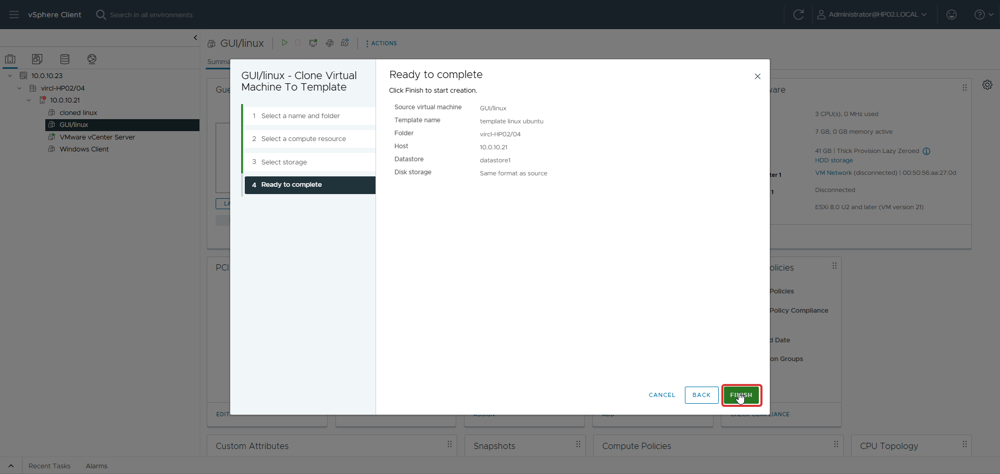 vSphere Client
Search in all environments
Administrator@HP02.LOCAL
GUI/linux
ACTIONS
10.0.10.23
vircl-HP02/04
10.0.10.21
cloned linux
GUI/linux
VMware vCenter Server
Windows Client
Summa
Gue
LA
GUI/linux - Clone Virtual
Machine To Template
1 Select a name and folder
2 Select a compute resource
3 Select storage
4 Ready to complete
Ready to complete
Click Finish to start creation.
Source virtual machine GUI/linux
Template name template linux ubuntu
Folder vircl-HP02/04
Host 10.0.10.21
Datastore datastore1
Disk storage Same format as source
CANCEL
BACK
FINISH
ware
3 CPU(s), 0 MHz used
7 GB, 0 GB memory active
41 GB | Thick Provision Lazy Zeroed
HDD storage
ter 1 VM Network (disconnected) | 00:50:56:aa:27:0d
1 Disconnected
ESXi 8.0 U2 and later (VM version 21)
PCI
olicies
Policies
Policy Compliance
d Date
on Groups
EDIT
ASSIGN
ADD
CHECK COMPLIANCE
Custom Attributes
Snapshots
Compute Policies
CPU Topology
Recent Tasks
Alarms